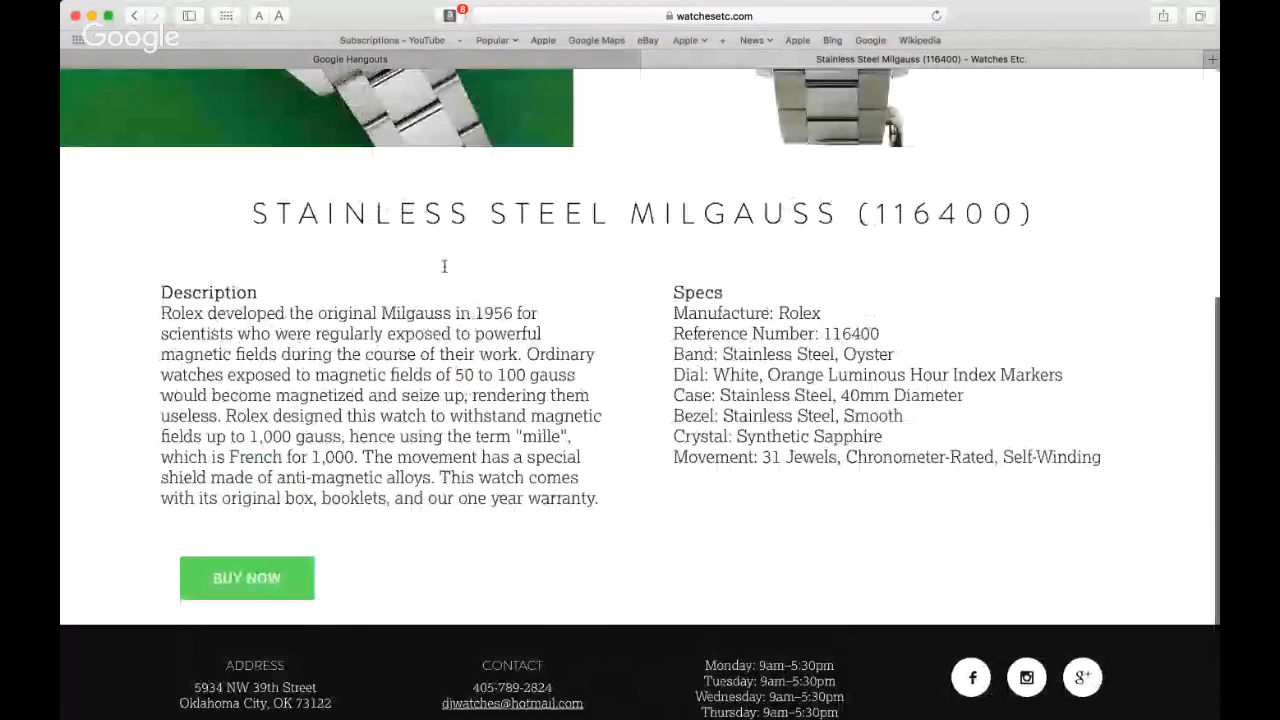 Google
A A
8
watchesetc.com
Subscriptions - YouTube Popular Apple Google Maps eBay Apple + News Apple Bing Google Wikipedia
Google Hangouts
Stainless Steel Milgauss (116400) – Watches Etc.
+
STAINLESS STEEL MILGAUSS (116400)
Description
Rolex developed the original Milgauss in 1956 for
scientists who were regularly exposed to powerful
magnetic fields during the course of their work. Ordinary
watches exposed to magnetic fields of 50 to 100 gauss
would become magnetized and seize up, rendering them
useless. Rolex designed this watch to withstand magnetic
fields up to 1,000 gauss, hence using the term "mille",
which is French for 1,000. The movement has a special
shield made of anti-magnetic alloys. This watch comes
with its original box, booklets, and our one year warranty.
Specs
Manufacture: Rolex
Reference Number: 116400
Band: Stainless Steel, Oyster
Dial: White, Orange Luminous Hour Index Markers
Case: Stainless Steel, 40mm Diameter
Bezel: Stainless Steel, Smooth
Crystal: Synthetic Sapphire
Movement: 31 Jewels, Chronometer-Rated, Self-Winding
BUY NOW
ADDRESS
5934 NW 39th Street
Oklahoma City, OK 73122
CONTACT
405-789-2824
djwatches@hotmail.com
Monday: 9am–5:30pm
Tuesday: 9am–5:30pm
Wednesday: 9am–5:30pm
Thursday: 9am–5:30pm
f g+